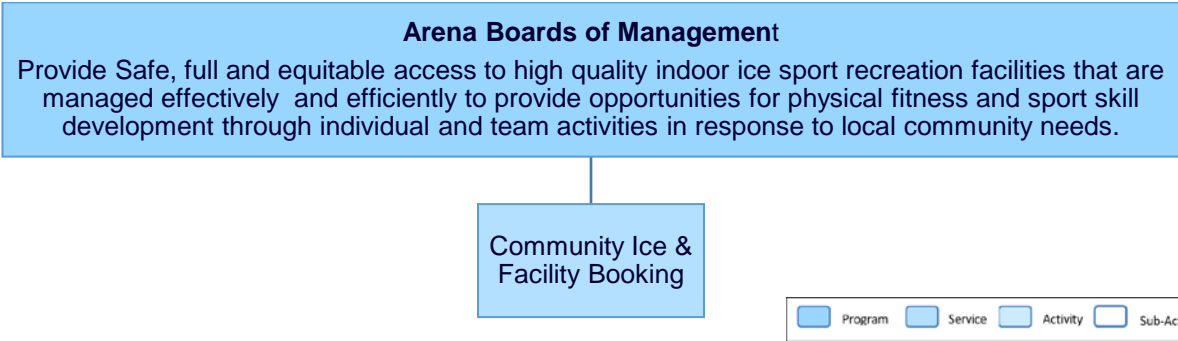 Arena Boards of Management
Provide Safe, full and equitable access to high quality indoor ice sport recreation facilities that are
managed effectively and efficiently to provide opportunities for physical fitness and sport skill
development through individual and team activities in response to local community needs.
Community Ice &
Facility Booking
Program Service Activity Sub-Act